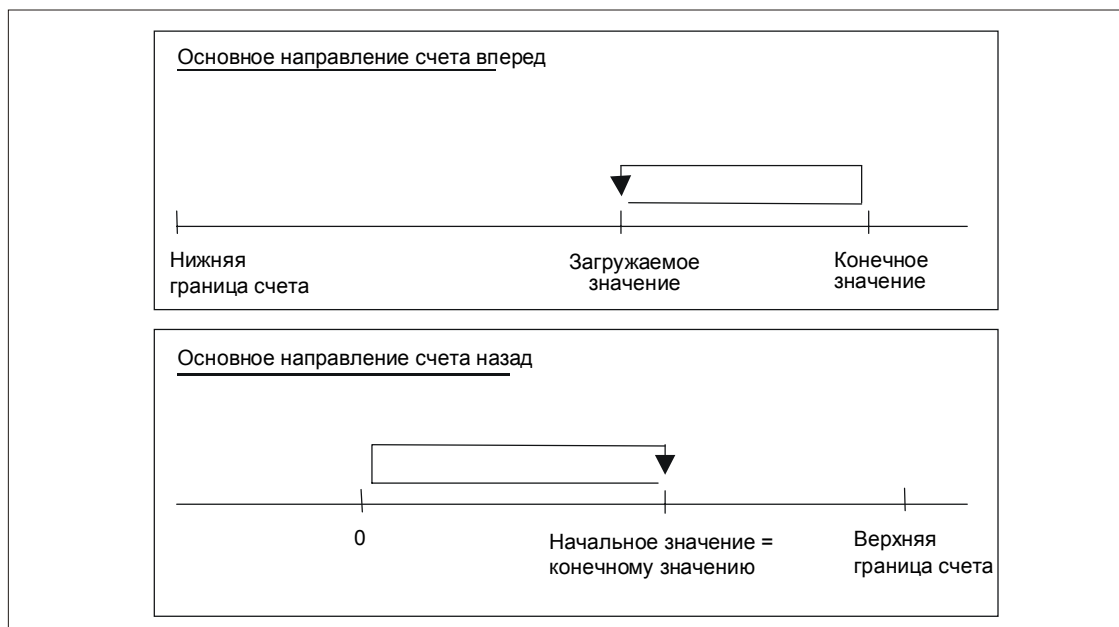 Основное направление счета вперед
Нижняя
граница счета
Загружаемое
значение
Конечное
значение
Основное направление счета назад
0
Начальное значение =
конечному значению
Верхняя
граница счета